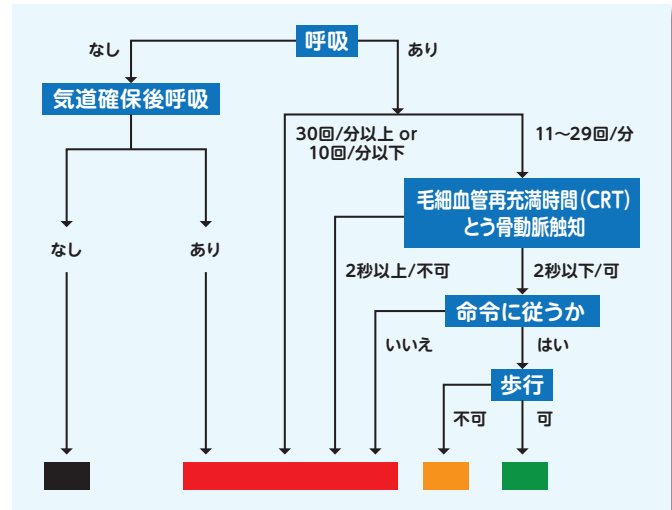 呼吸
なし
あり
気道確保後呼吸
30回/分以上 or
10回/分以下
11〜29回/分
毛細血管再充満時間(CRT)
とう骨動脈触知
なし
あり
2秒以上/不可
2秒以下/可
命令に従うか
いいえ
はい
歩行
不可
可